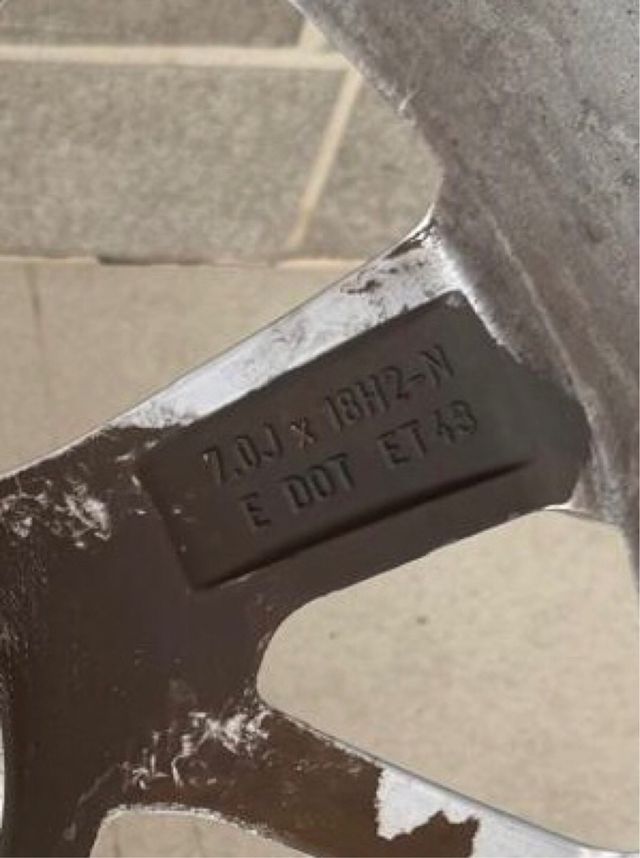 7.0J x 18H2-N
E DOT ET43